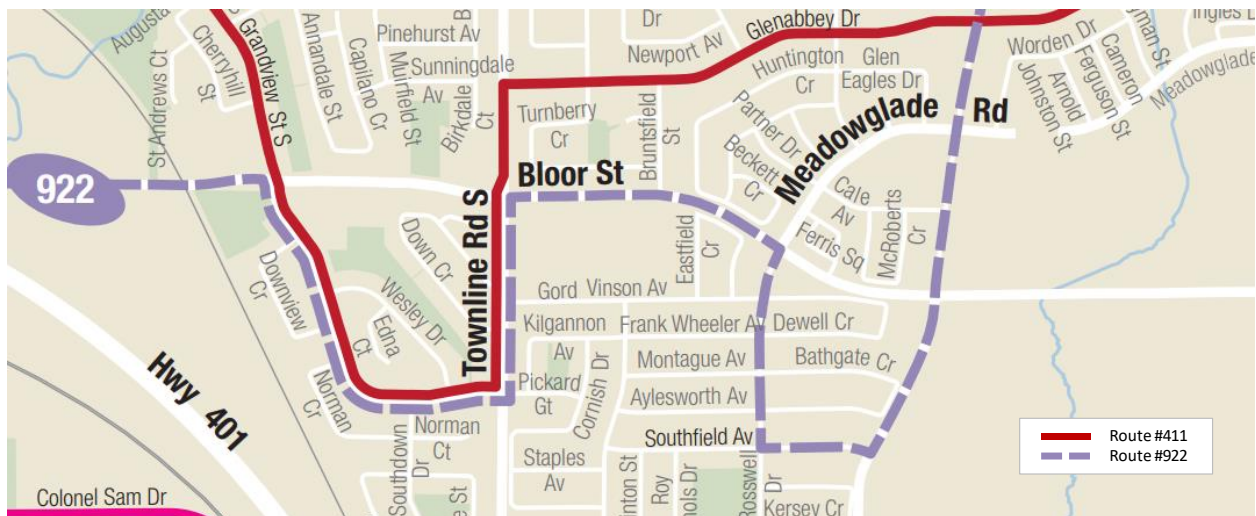 Augusta
Cherryhill
St
Grandview St S
Annandale St
Capilano Cr
Pinehurst Av
Muirfield St
Sunningdale
Av
Birkdale
Ct
St Andrews Ct
Dr
Newport Av
Glenabbey Dr
Huntington
Cr
Glen
Eagles Dr
Worden Dr
Johnston St
Arnold
Ferguson St
Cameron
St
Ingles
Meadowglade
Turnberry
Cr
Bruntsfield
St
Partner Dr
Beckett
Cr
Meadowglade
Rd
922
Bloor St
Cale
Av
McRoberts
Cr
Ferris Sq
Eastfield
Cr
Down Cr
Townline Rd S
Downview
Cr
Wesley Dr
Edna
Ct
Gord Vinson Av
Kilgannon
Av
Frank Wheeler Av
Dewell Cr
Montague Av
Bathgate Cr
Pickard
Gt
Cornish Dr
Aylesworth Av
Hwy 401
Norman
Cr
Norman
Ct
Southdown
Dr
Southfield Av
Staples
Av
Roy
Rosswell
Dr
Kersey Cr
Colonel Sam Dr
Route #411
Route #922